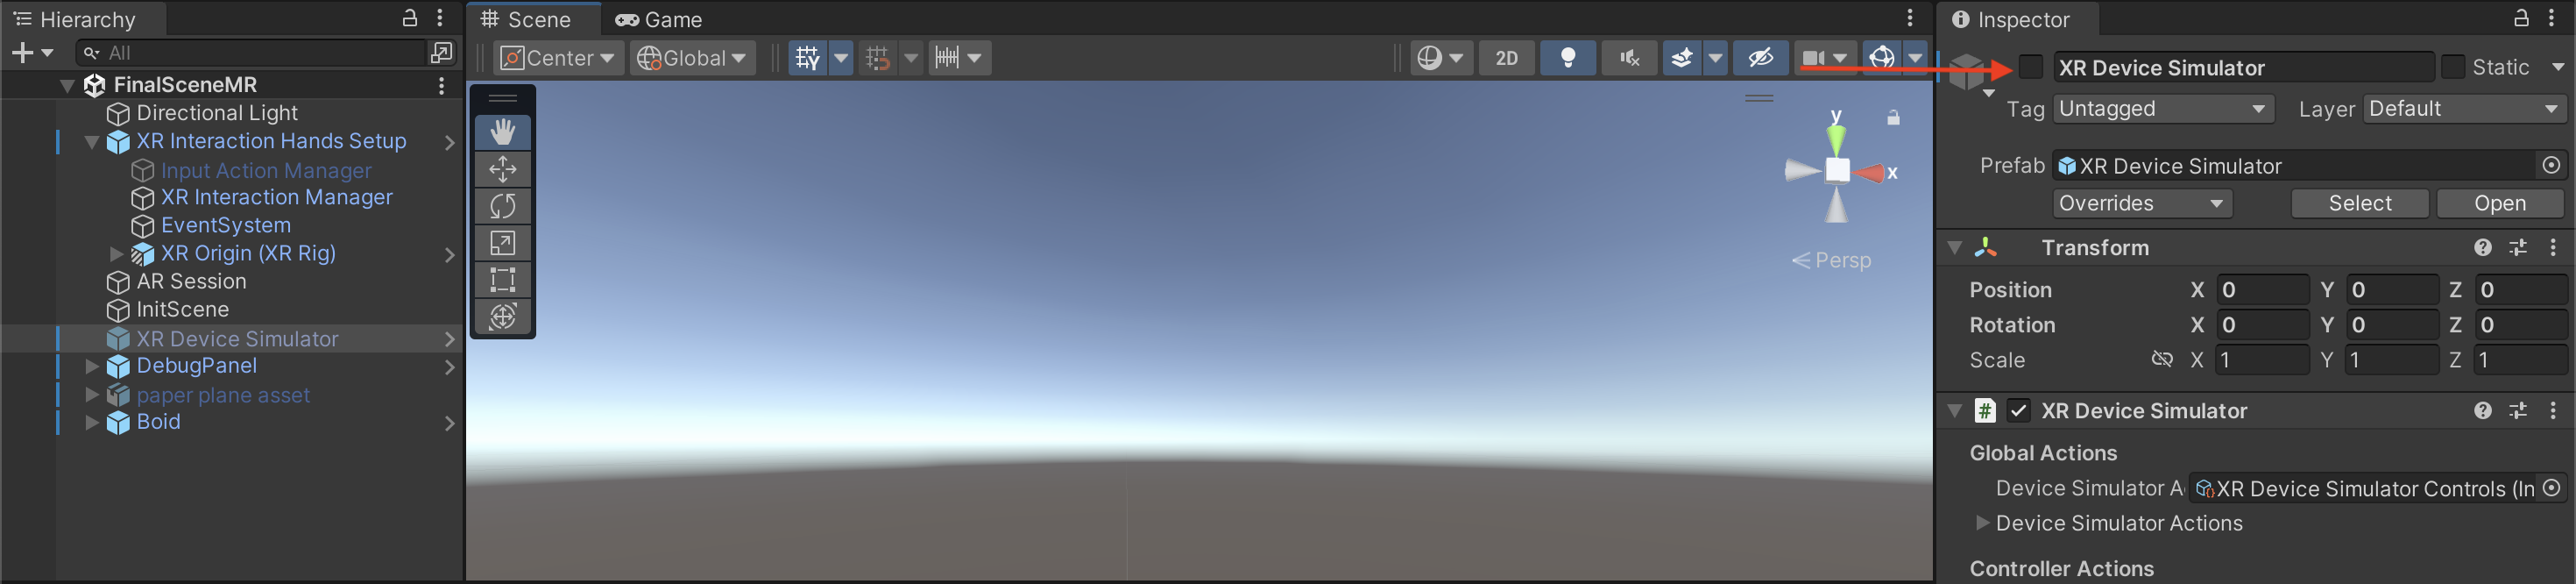 Hierarchy
All
FinalSceneMR
Directional Light
XR Interaction Hands Setup
Input Action Manager
XR Interaction Manager
EventSystem
XR Origin (XR Rig)
AR Session
InitScene
XR Device Simulator
DebugPanel
paper plane asset
Boid
Scene
Game
Center
Global
2D
y
x
Persp
Inspector
XR Device Simulator
Static
Tag
Untagged
Layer
Default
Prefab
XR Device Simulator
Overrides
Select
Open
Transform
Position X 0 Y 0 Z 0
Rotation X 0 Y 0 Z 0
Scale X 1 Y 1 Z 1
# XR Device Simulator
Global Actions
Device Simulator A XR Device Simulator Controls (In
Device Simulator Actions
Controller Actions